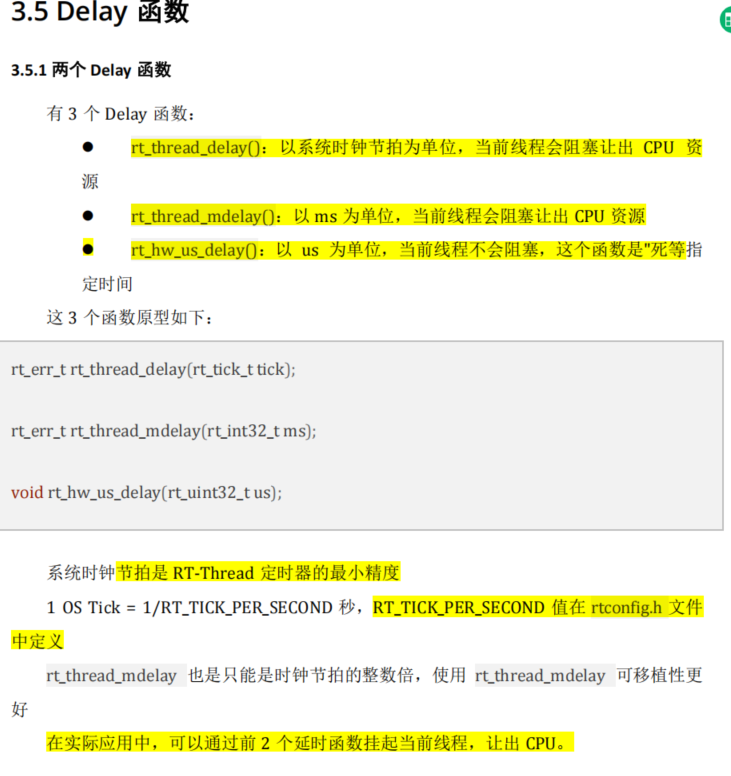 3.5 Delay 函数
3.5.1 两个 Delay 函数
有 3 个 Delay 函数：
● rt_thread_delay()：以系统时钟节拍为单位，当前线程会阻塞让出 CPU 资
源
● rt_thread_mdelay()：以 ms 为单位，当前线程会阻塞让出 CPU 资源
● rt_hw_us_delay()：以 us 为单位，当前线程不会阻塞，这个函数是"死等指
定时间
这 3 个函数原型如下：
rt_err_t rt_thread_delay(rt_tick_t tick);
rt_err_t rt_thread_mdelay(rt_int32_t ms);
void rt_hw_us_delay(rt_uint32_t us);
系统时钟节拍是 RT-Thread 定时器的最小精度
1 OS Tick = 1/RT_TICK_PER_SECOND 秒，RT_TICK_PER_SECOND 值在 rtconfig.h 文件
中定义
rt_thread_mdelay 也是只能是时钟节拍的整数倍，使用 rt_thread_mdelay 可移植性更
好
在实际应用中，可以通过前 2 个延时函数挂起当前线程，让出 CPU。